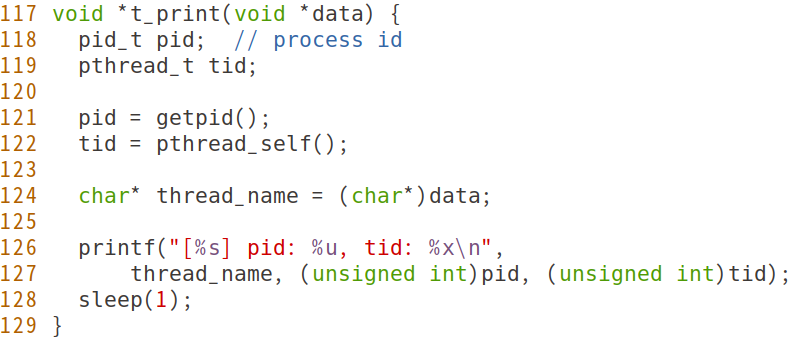 117 void *t_print(void *data) {
118   pid_t pid;  // process id
119   pthread_t tid;
120
121   pid = getpid();
122   tid = pthread_self();
123
124   char* thread_name = (char*)data;
125
126   printf("[%s] pid: %u, tid: %x\n",
127       thread_name, (unsigned int)pid, (unsigned int)tid);
128   sleep(1);
129 }